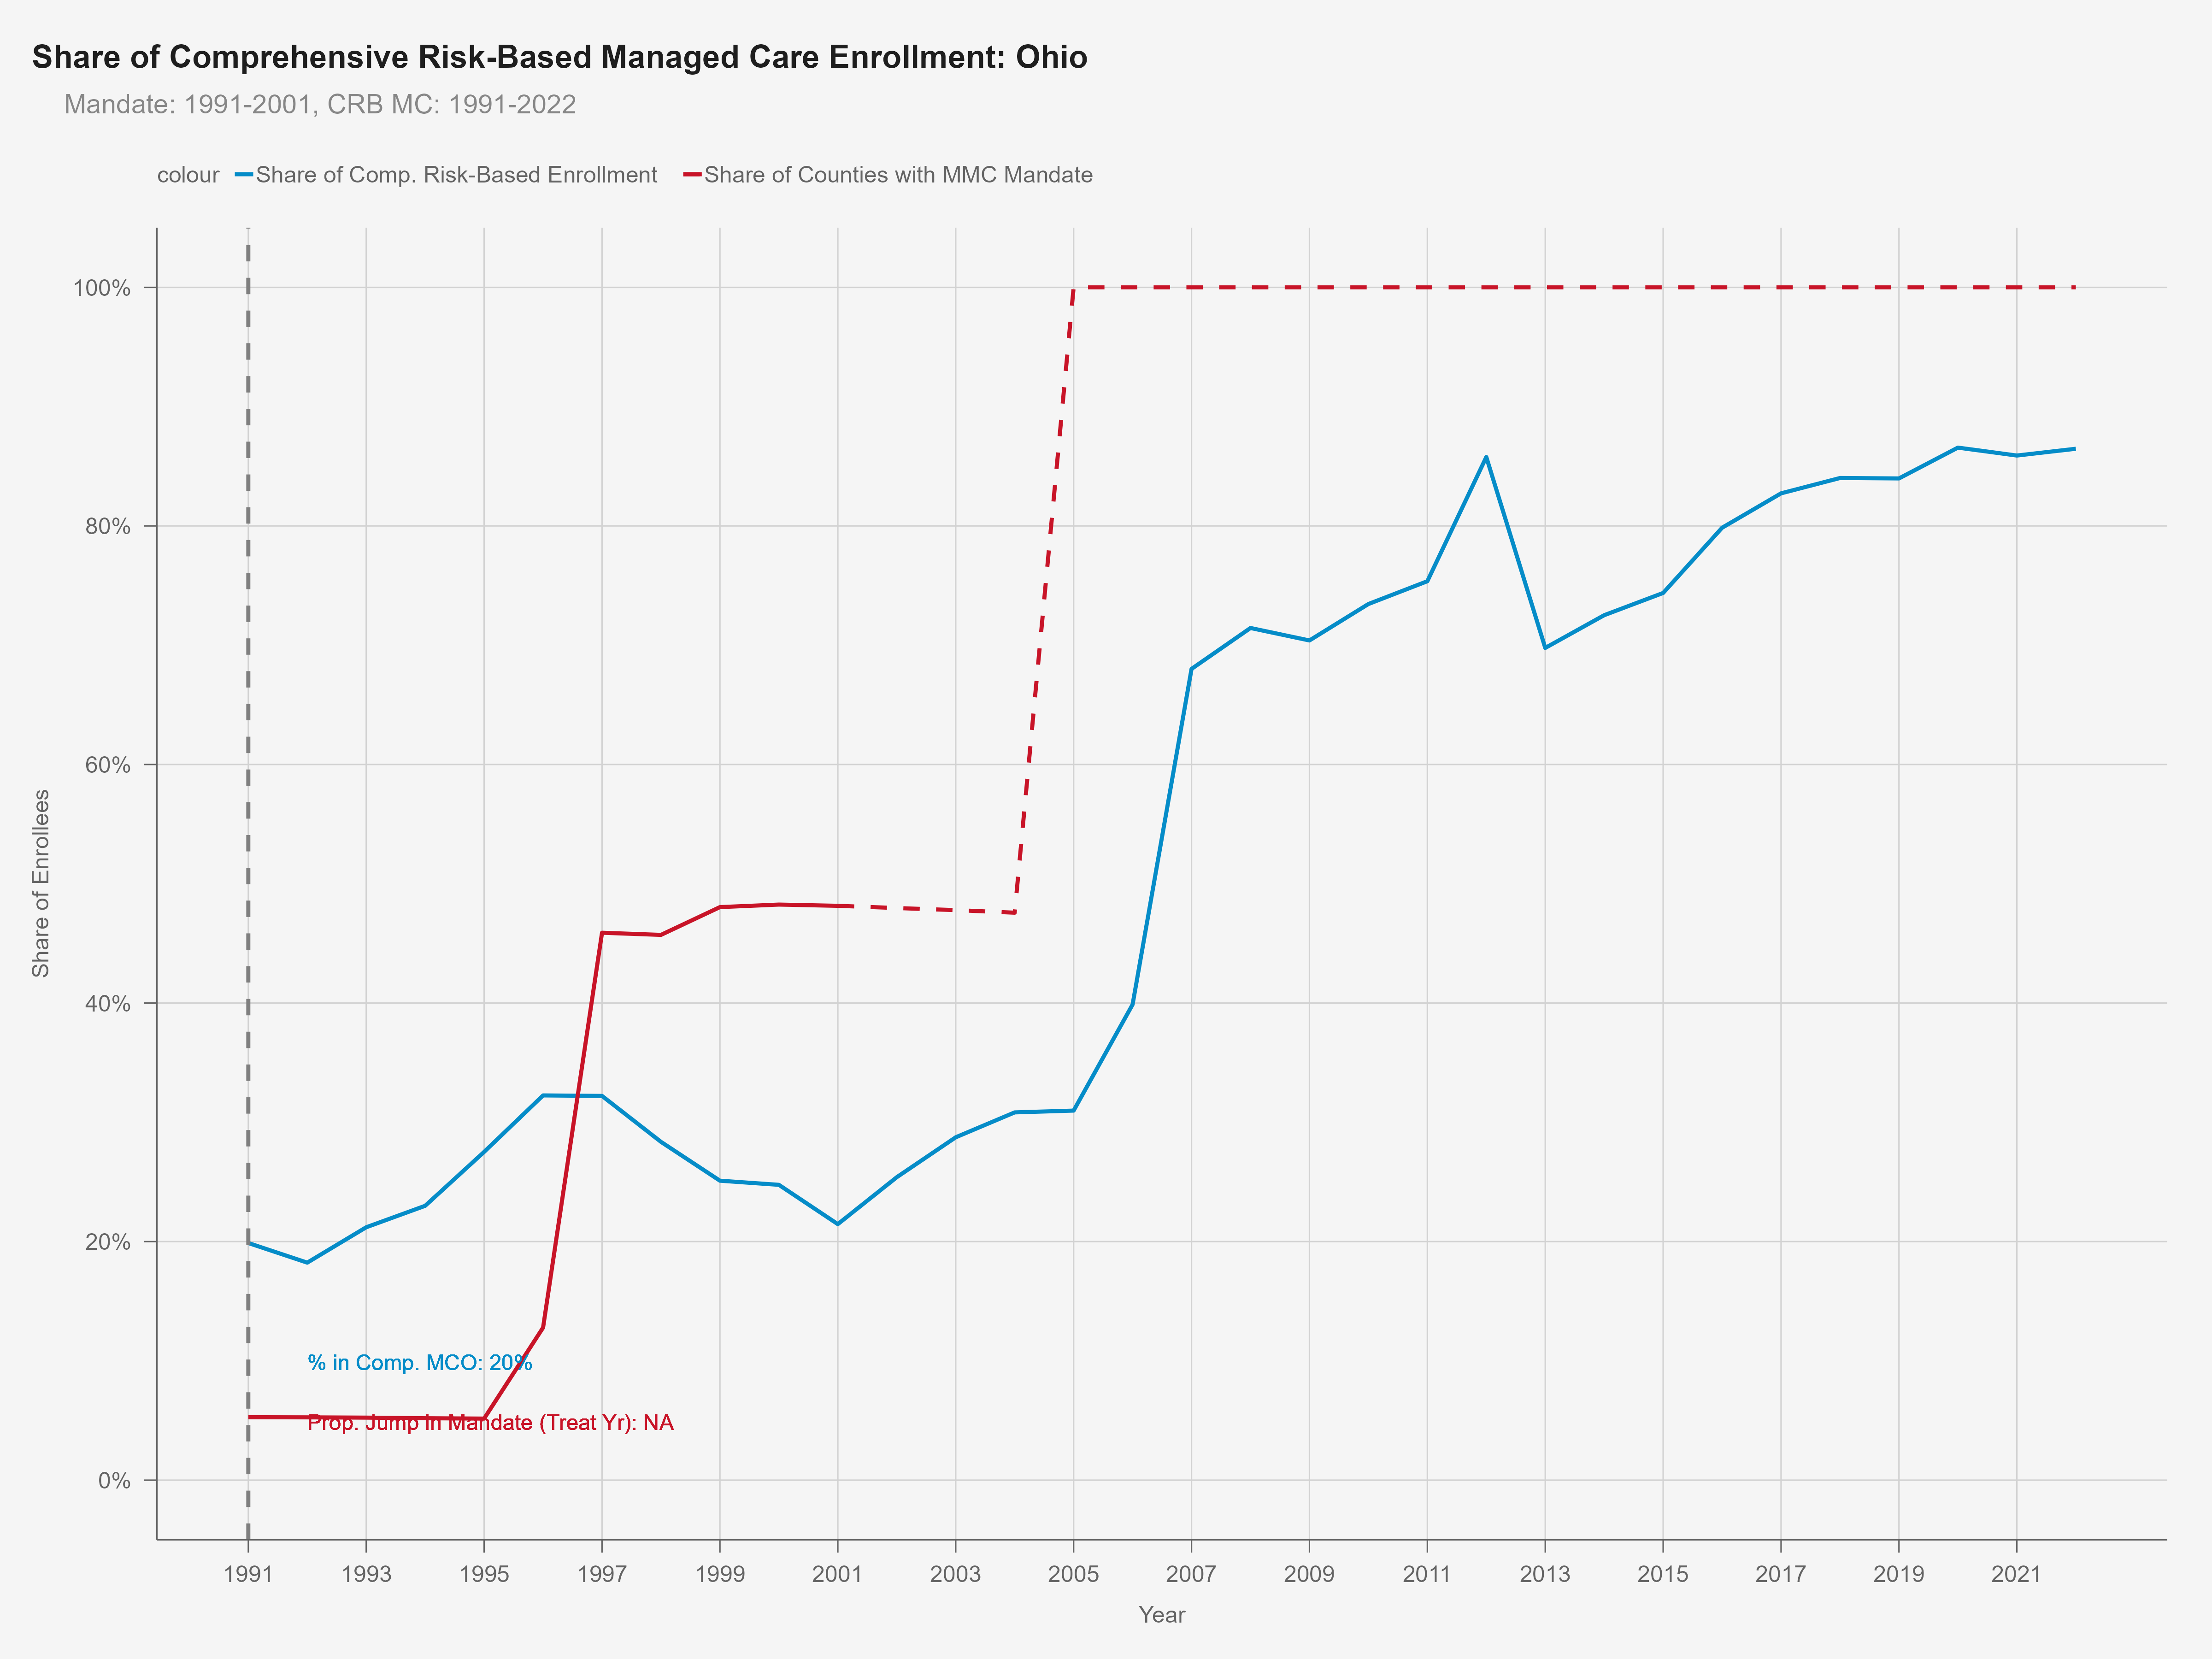 Share of Comprehensive Risk-Based Managed Care Enrollment: Ohio
Mandate: 1991-2001, CRB MC: 1991-2022
colour Share of Comp. Risk-Based Enrollment Share of Counties with MMC Mandate
100%
80%
60%
40%
20%
0%
Share of Enrollees
% in Comp. MCO: 20%
Prop. Jump in Mandate (Treat Yr): NA
1991 1993 1995 1997 1999 2001 2003 2005 2007 2009 2011 2013 2015 2017 2019 2021
Year